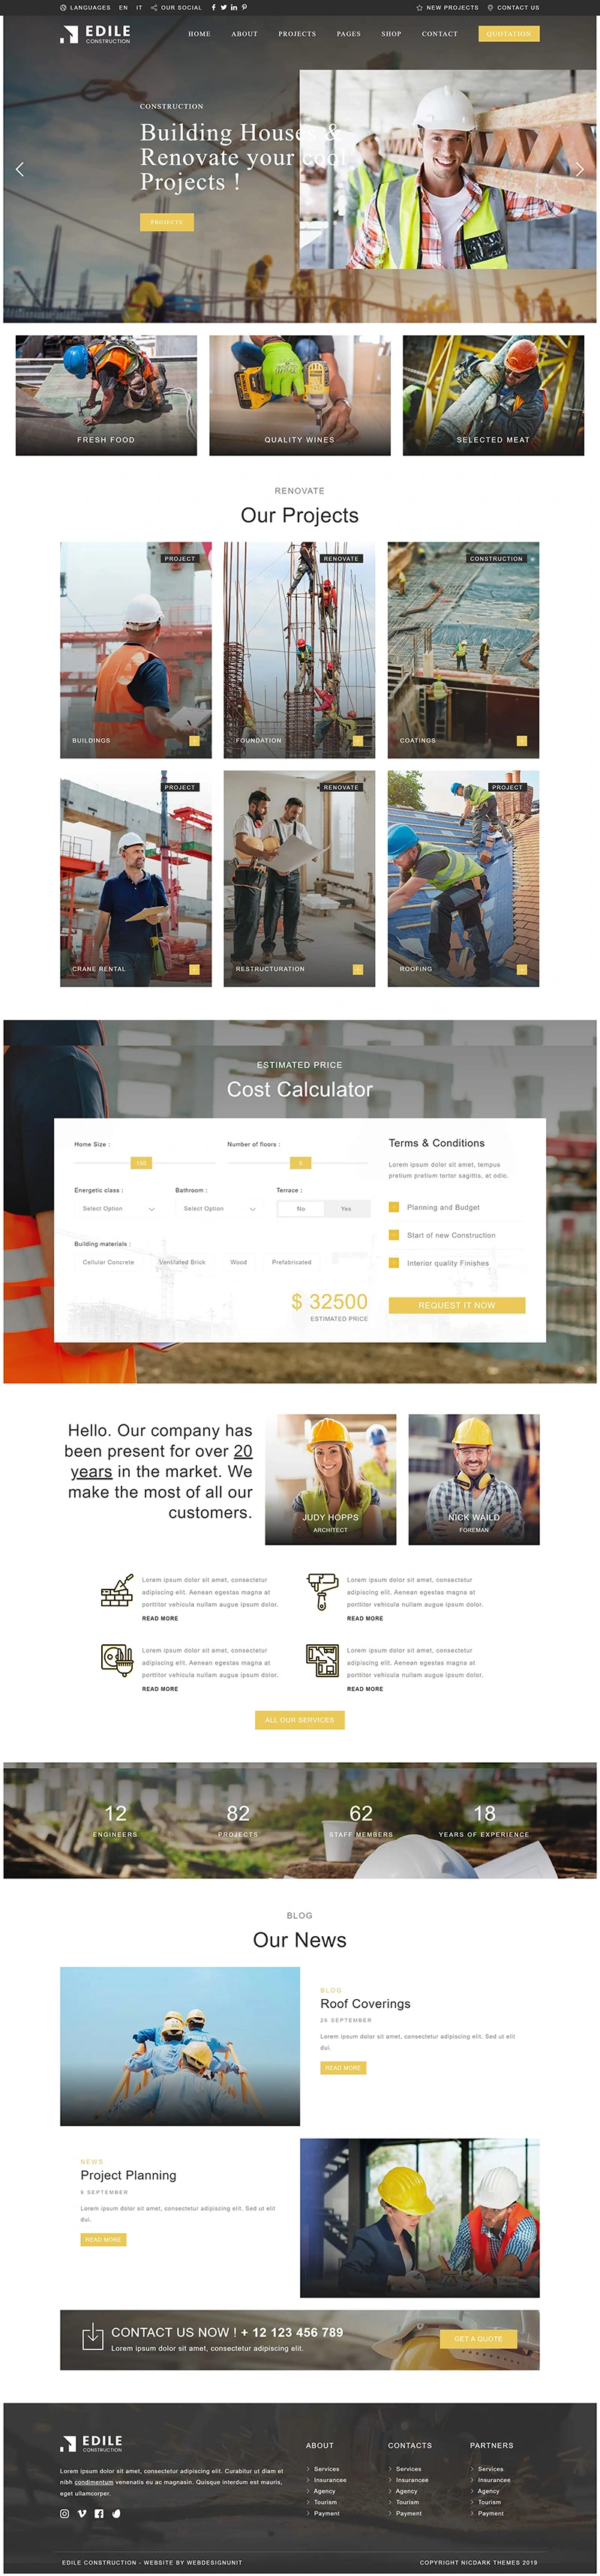 LANGUAGES EN IT OUR SOCIAL NEW PROJECTS CONTACT US
EDILE
CONSTRUCTION
HOME ABOUT PROJECTS PAGES SHOP CONTACT QUOTATION
CONSTRUCTION
Building Houses &
Renovate your cool
Projects !
PROJECTS
FRESH FOOD QUALITY WINES SELECTED MEAT
RENOVATE
Our Projects
PROJECT RENOVATE CONSTRUCTION
BUILDINGS FOUNDATION COATINGS
PROJECT RENOVATE PROJECT
CRANE RENTAL RESTRUCTURATION ROOFING
ESTIMATED PRICE
Cost Calculator
Home Size : Number of floors :
150 5
Energetic class : Bathroom : Terrace :
Select Option Select Option No Yes
Building materials :
Cellular Concrete Ventilated Brick Wood Prefabricated
$ 32500
ESTIMATED PRICE
Terms & Conditions
Lorem ipsum dolor sit amet, tempus
pretium pretium tortor sagittis, at odio.
Planning and Budget
Start of new Construction
Interior quality Finishes
REQUEST IT NOW
Hello. Our company has
been present for over 20
years in the market. We
make the most of all our
customers.
JUDY HOPPS
ARCHITECT
NICK WAILD
FOREMAN
Lorem ipsum dolor sit amet, consectetur
adipiscing elit. Aenean egestas magna at
porttitor vehicula nullam augue ipsum dolor.
READ MORE
Lorem ipsum dolor sit amet, consectetur
adipiscing elit. Aenean egestas magna at
porttitor vehicula nullam augue ipsum dolor.
READ MORE
Lorem ipsum dolor sit amet, consectetur
adipiscing elit. Aenean egestas magna at
porttitor vehicula nullam augue ipsum dolor.
READ MORE
Lorem ipsum dolor sit amet, consectetur
adipiscing elit. Aenean egestas magna at
porttitor vehicula nullam augue ipsum dolor.
READ MORE
ALL OUR SERVICES
12 82 62 18
ENGINEERS PROJECTS STAFF MEMBERS YEARS OF EXPERIENCE
BLOG
Our News
BLOG
Roof Coverings
26 SEPTEMBER
Lorem ipsum dolor sit amet, consectetur adipiscing elit. Sed ut elit
dui.
READ MORE
NEWS
Project Planning
9 SEPTEMBER
Lorem ipsum dolor sit amet, consectetur adipiscing elit. Sed ut elit
dui.
READ MORE
CONTACT US NOW ! + 12 123 456 789
Lorem ipsum dolor sit amet, consectetur adipiscing elit.
GET A QUOTE
EDILE
CONSTRUCTION
Lorem ipsum dolor sit amet, consectetur adipiscing elit. Curabitur ut diam et
nibh condimentum venenatis eu ac magnasin. Quisque interdum est mauris,
eget ullamcorper.
ABOUT
Services
Insurancee
Agency
Tourism
Payment
CONTACTS
Services
Insurancee
Agency
Tourism
Payment
PARTNERS
Services
Insurancee
Agency
Tourism
Payment
EDILE CONSTRUCTION - WEBSITE BY WEBDESIGNUNIT COPYRIGHT NICDARK THEMES 2019